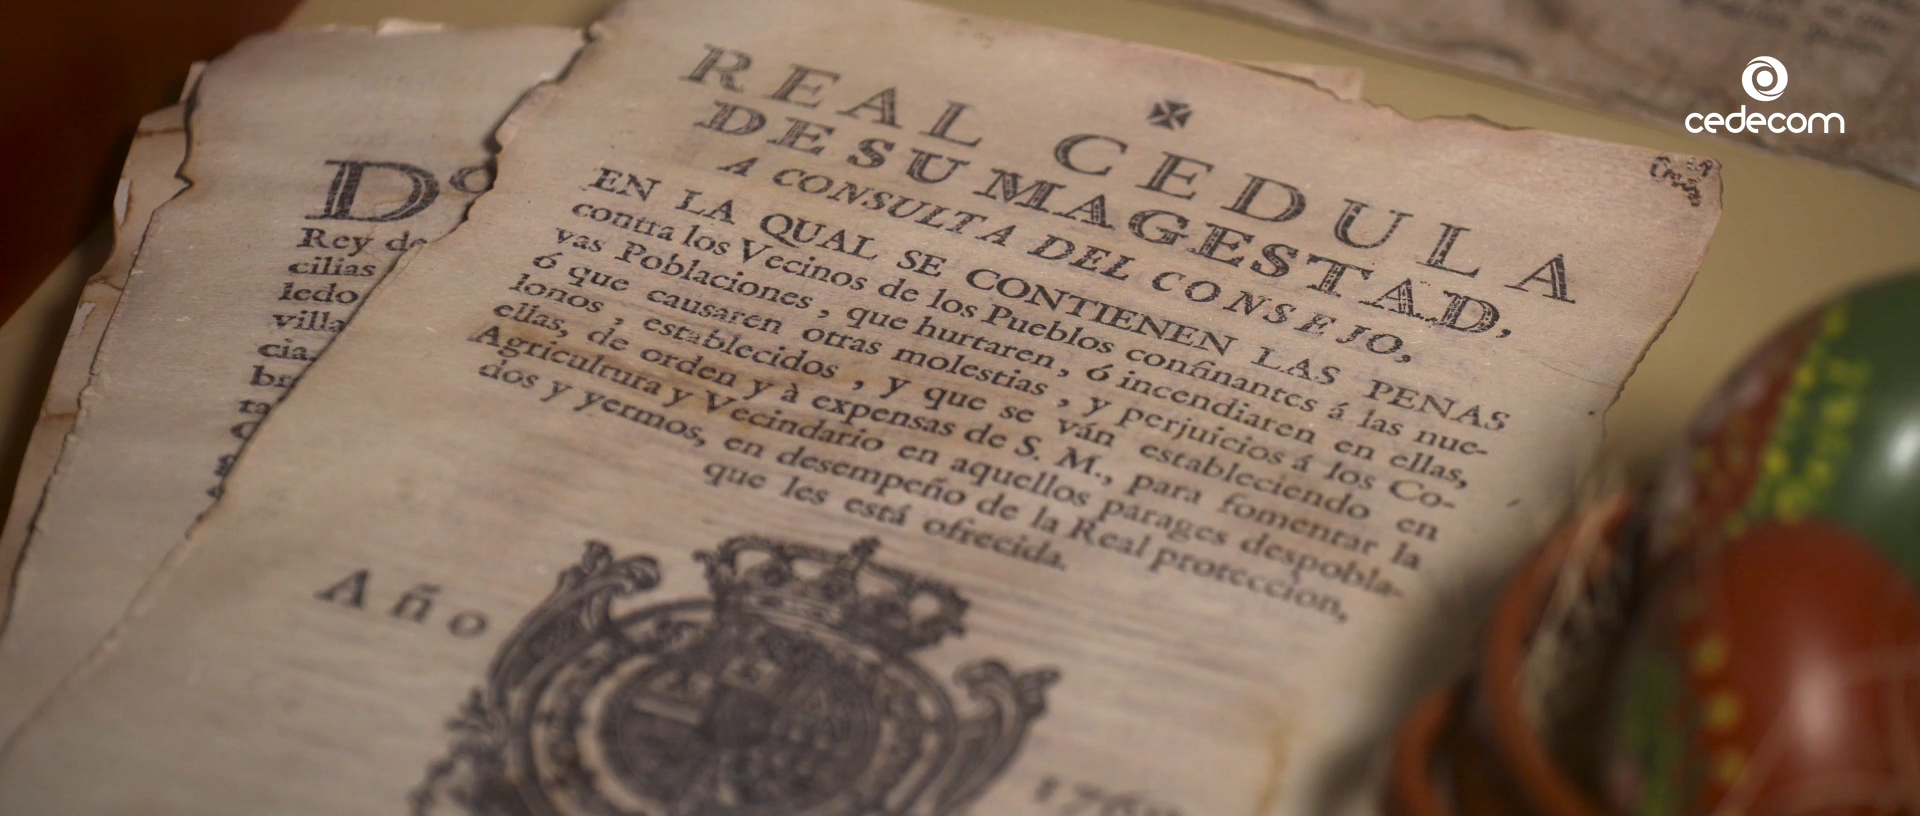 cedecom
REAL CEDULA
DE SU MAGESTAD,
A CONSULTA DEL CONSEJO,
EN LA QUAL SE CONTIENEN LAS PENAS
contra los Vecinos de los Pueblos confinantes á las nue-
vas Poblaciones, que hurtaren, ó incendiaren en ellas,
ó que causaren otras molestias, y perjuicios á los Co-
lonos, establecidos, y que se ván estableciendo en
ellas, de orden y à expensas de S. M., para fomentar la
Agricultura y Vecindario en aquellos parages despobla-
dos y yermos, en desempeño de la Real proteccion,
que les está ofrecida.
Año
Do
Rey de
cilias
ledo
villa
cia